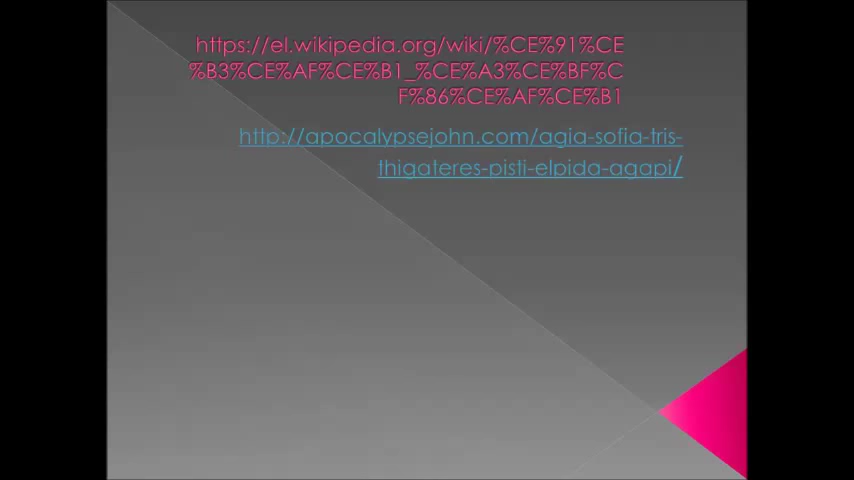 https://el.wikipedia.org/wiki/%CE%91%CE
%B3%CE%AF%CE%B1_%CE%A3%CE%BF%C
F%86%CE%AF%CE%B1
http://apocalypsejohn.com/agia-sofia-tris-
thigateres-pisti-elpida-agapi/